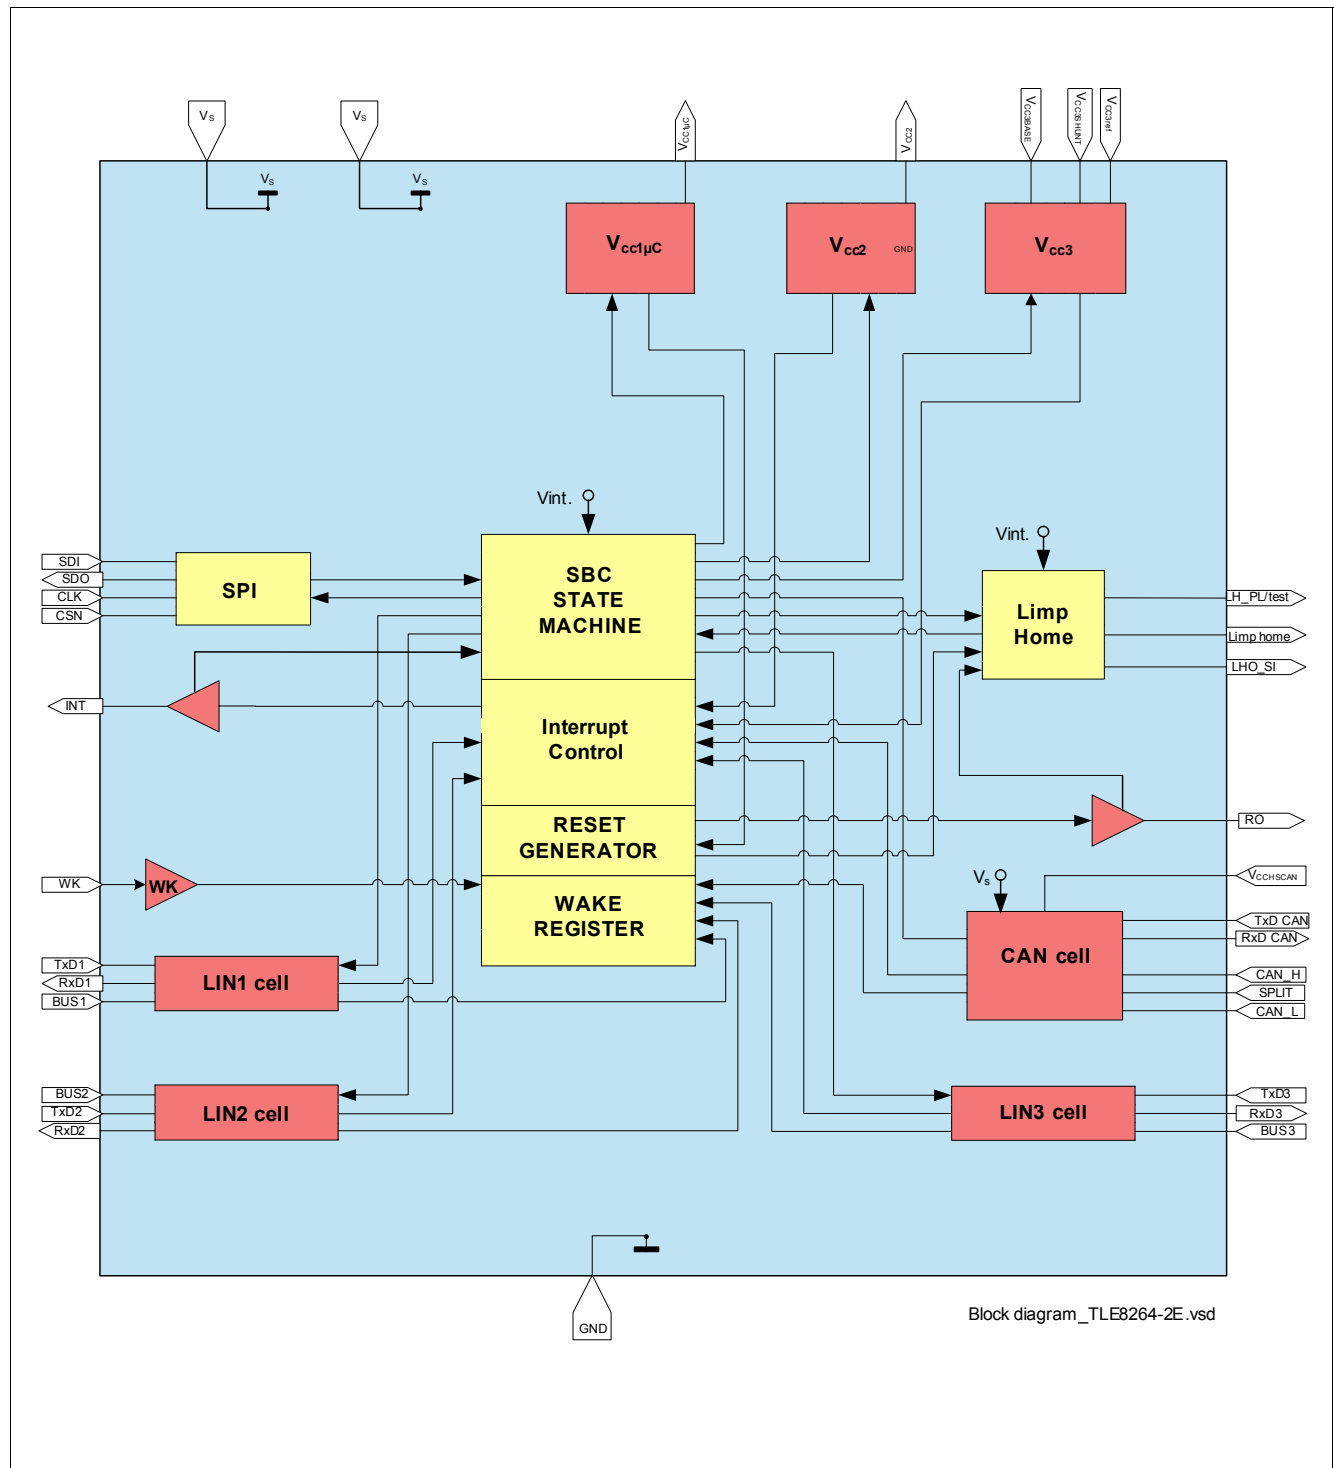 Vs
Vs
Vcc1µC
VCC2
VCC3BASE
VCC3SHUNT
VCC3ref
Vs
Vs
Vcc1µC
Vcc2
GND
Vcc3
Vint.
Vint.
SDI
SDO
CLK
CSN
SPI
SBC
STATE
MACHINE
Limp
Home
LH_PL/test
Limp home
LHO_SI
INT
Interrupt
Control
RESET
GENERATOR
RO
WK
WK
WAKE
REGISTER
Vs
VCCHSCAN
TxD CAN
RxD CAN
CAN cell
CAN_H
SPLIT
CAN_L
TxD1
RxD1
BUS1
LIN1 cell
BUS2
TxD2
RxD2
LIN2 cell
LIN3 cell
TxD3
RxD3
BUS3
GND
Block diagram_TLE8264-2E.vsd